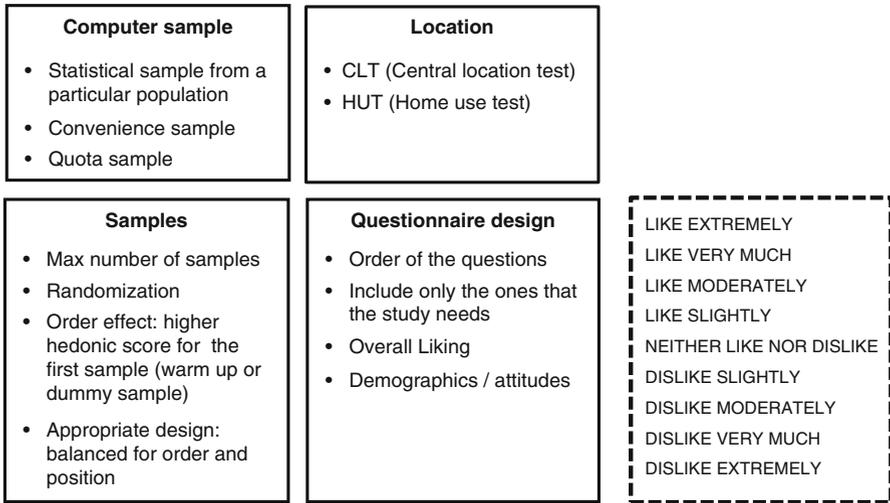 Computer sample
• Statistical sample from a
particular population
• Convenience sample
• Quota sample
Location
• CLT (Central location test)
• HUT (Home use test)
Samples
• Max number of samples
• Randomization
• Order effect: higher
hedonic score for the
first sample (warm up or
dummy sample)
• Appropriate design:
balanced for order and
position
Questionnaire design
• Order of the questions
• Include only the ones that
the study needs
• Overall Liking
• Demographics / attitudes
LIKE EXTREMELY
LIKE VERY MUCH
LIKE MODERATELY
LIKE SLIGHTLY
NEITHER LIKE NOR DISLIKE
DISLIKE SLIGHTLY
DISLIKE MODERATELY
DISLIKE VERY MUCH
DISLIKE EXTREMELY